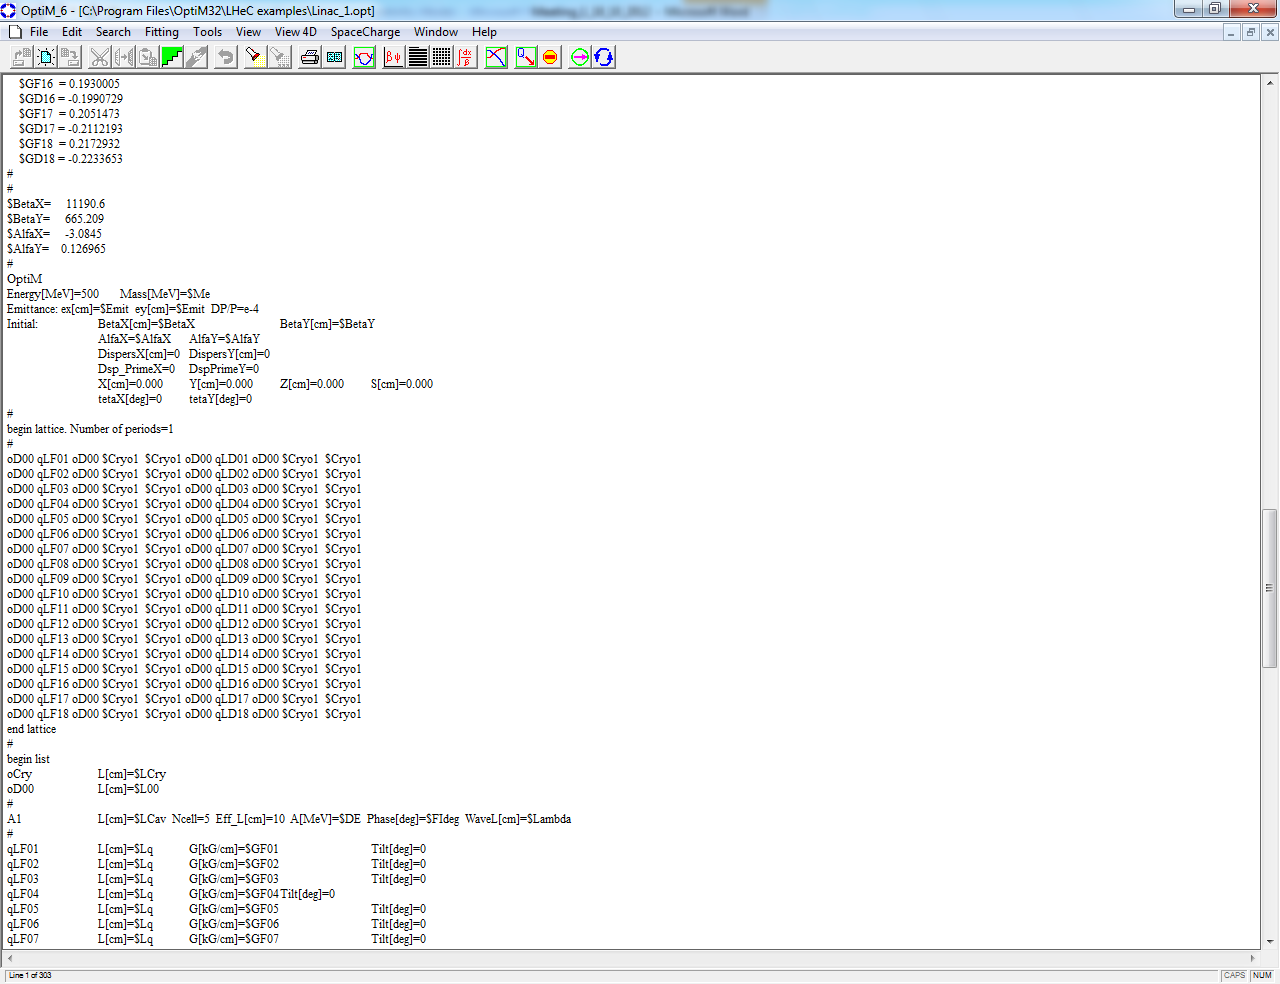 OptiM_6 - [C:\Program Files\OptiM32\LHeC examples\Linac_1.opt]
File Edit Search Fitting Tools View View 4D SpaceCharge Window Help
$GF16 = 0.1930005
$GD16 = -0.1990729
$GF17 = 0.2051473
$GD17 = -0.2112193
$GF18 = 0.2172932
$GD18 = -0.2233653
#
#
$BetaX= 11190.6
$BetaY= 665.209
$AlfaX= -3.0845
$AlfaY= 0.126965
#
OptiM
Energy[MeV]=500 Mass[MeV]=$Me
Emittance: ex[cm]=$Emit ey[cm]=$Emit DP/P=e-4
Initial: BetaX[cm]=$BetaX BetaY[cm]=$BetaY
AlfaX=$AlfaX AlfaY=$AlfaY
DispersX[cm]=0 DispersY[cm]=0
Dsp_PrimeX=0 DspPrimeY=0
X[cm]=0.000 Y[cm]=0.000 Z[cm]=0.000 S[cm]=0.000
tetaX[deg]=0 tetaY[deg]=0
#
begin lattice. Number of periods=1
#
oD00 qLF01 oD00 $Cryo1 $Cryo1 oD00 qLD01 oD00 $Cryo1 $Cryo1
oD00 qLF02 oD00 $Cryo1 $Cryo1 oD00 qLD02 oD00 $Cryo1 $Cryo1
oD00 qLF03 oD00 $Cryo1 $Cryo1 oD00 qLD03 oD00 $Cryo1 $Cryo1
oD00 qLF04 oD00 $Cryo1 $Cryo1 oD00 qLD04 oD00 $Cryo1 $Cryo1
oD00 qLF05 oD00 $Cryo1 $Cryo1 oD00 qLD05 oD00 $Cryo1 $Cryo1
oD00 qLF06 oD00 $Cryo1 $Cryo1 oD00 qLD06 oD00 $Cryo1 $Cryo1
oD00 qLF07 oD00 $Cryo1 $Cryo1 oD00 qLD07 oD00 $Cryo1 $Cryo1
oD00 qLF08 oD00 $Cryo1 $Cryo1 oD00 qLD08 oD00 $Cryo1 $Cryo1
oD00 qLF09 oD00 $Cryo1 $Cryo1 oD00 qLD09 oD00 $Cryo1 $Cryo1
oD00 qLF10 oD00 $Cryo1 $Cryo1 oD00 qLD10 oD00 $Cryo1 $Cryo1
oD00 qLF11 oD00 $Cryo1 $Cryo1 oD00 qLD11 oD00 $Cryo1 $Cryo1
oD00 qLF12 oD00 $Cryo1 $Cryo1 oD00 qLD12 oD00 $Cryo1 $Cryo1
oD00 qLF13 oD00 $Cryo1 $Cryo1 oD00 qLD13 oD00 $Cryo1 $Cryo1
oD00 qLF14 oD00 $Cryo1 $Cryo1 oD00 qLD14 oD00 $Cryo1 $Cryo1
oD00 qLF15 oD00 $Cryo1 $Cryo1 oD00 qLD15 oD00 $Cryo1 $Cryo1
oD00 qLF16 oD00 $Cryo1 $Cryo1 oD00 qLD16 oD00 $Cryo1 $Cryo1
oD00 qLF17 oD00 $Cryo1 $Cryo1 oD00 qLD17 oD00 $Cryo1 $Cryo1
oD00 qLF18 oD00 $Cryo1 $Cryo1 oD00 qLD18 oD00 $Cryo1 $Cryo1
end lattice
#
begin list
oCry L[cm]=$LCry
oD00 L[cm]=$L00
#
A1 L[cm]=$LCav Ncell=5 Eff_L[cm]=10 A[MeV]=$DE Phase[deg]=$FIdeg WaveL[cm]=$Lambda
#
qLF01 L[cm]=$Lq G[kG/cm]=$GF01 Tilt[deg]=0
qLF02 L[cm]=$Lq G[kG/cm]=$GF02 Tilt[deg]=0
qLF03 L[cm]=$Lq G[kG/cm]=$GF03 Tilt[deg]=0
qLF04 L[cm]=$Lq G[kG/cm]=$GF04Tilt[deg]=0
qLF05 L[cm]=$Lq G[kG/cm]=$GF05 Tilt[deg]=0
qLF06 L[cm]=$Lq G[kG/cm]=$GF06 Tilt[deg]=0
qLF07 L[cm]=$Lq G[kG/cm]=$GF07 Tilt[deg]=0
Line 1 of 303 CAPS NUM